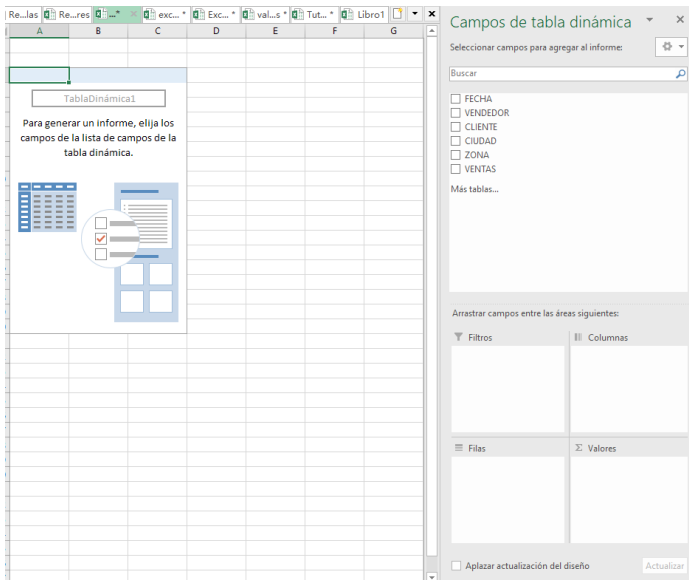 Re...las Re...res ...* exc... * Exc... * val...s * Tut... * Libro1
A B C D E F G
TablaDinámica1
Para generar un informe, elija los
campos de la lista de campos de la
tabla dinámica.
Campos de tabla dinámica
Seleccionar campos para agregar al informe:
Buscar
FECHA
VENDEDOR
CLIENTE
CIUDAD
ZONA
VENTAS
Más tablas...
Arrastrar campos entre las áreas siguientes:
Filtros
Columnas
Filas
Σ Valores
Aplazar actualización del diseño
Actualizar